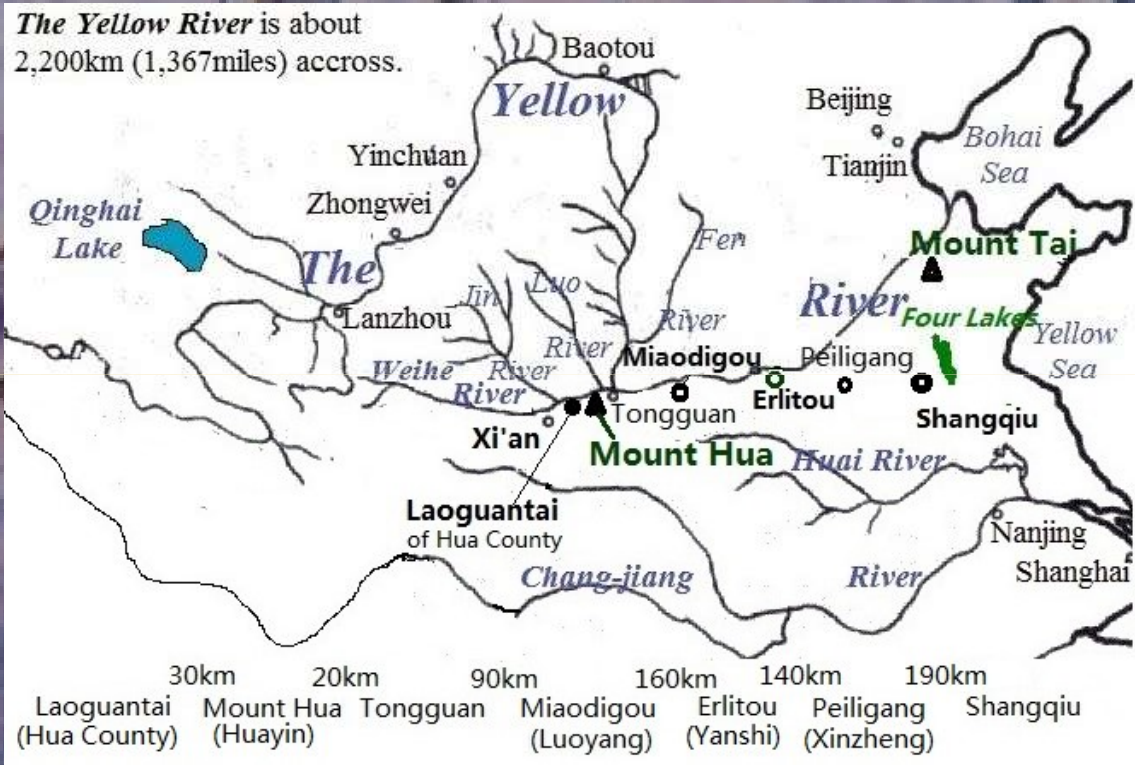 The Yellow River is about
2,200km (1,367miles) accross.
Baotou
Yellow
Beijing
Bohai
Sea
Tianjin
Yinchuan
Zhongwei
Qinghai
Lake
The
Fen
Mount Tai
Jin
Luo
River
Four Lakes
Lanzhou
River
River
Yellow
Sea
Miaodigou
Peiligang
Weihe
River
River
Erlitou
Tongguan
Shangqiu
Xi'an
Mount Hua
Huai River
Laoguantai
of Hua County
Nanjing
Chang-jiang
River
Shanghai
30km 20km 90km 160km 140km 190km
Laoguantai Mount Hua Tongguan Miaodigou Erlitou Peiligang Shangqiu
(Hua County) (Huayin) (Luoyang) (Yanshi) (Xinzheng)